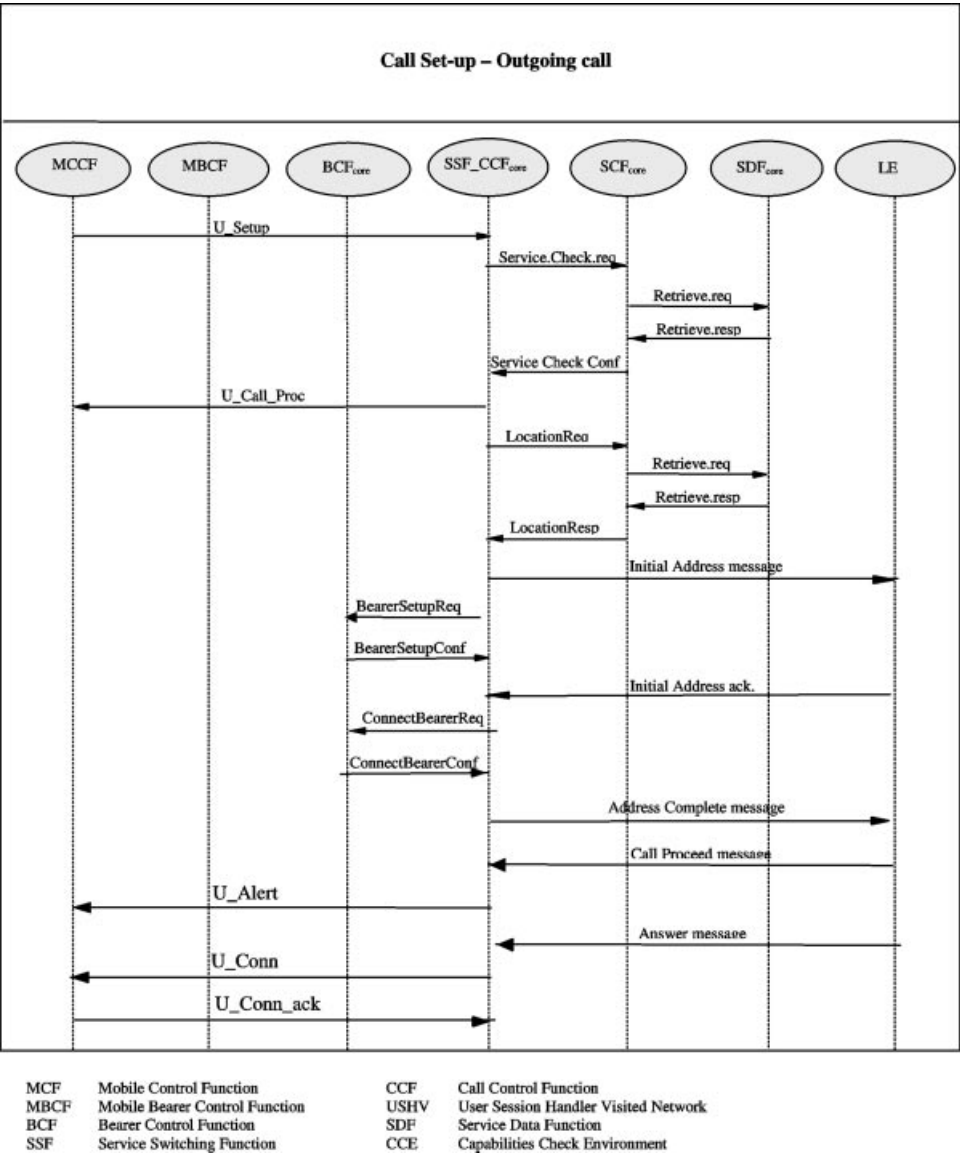 Call Set-up – Outgoing call
MCCF MBCF BCFcore SSF_CCFcore SCFcore SDFcore LE
U_Setup
Service.Check.req
Retrieve.req
Retrieve.resp
Service Check Conf
U_Call_Proc
LocationReq
Retrieve.req
Retrieve.resp
LocationResp
Initial Address message
BearerSetupReq
BearerSetupConf
Initial Address ack.
ConnectBearerReq
ConnectBearerConf
Address Complete message
Call Proceed message
U_Alert
Answer message
U_Conn
U_Conn_ack
MCF Mobile Control Function CCF Call Control Function
MBCF Mobile Bearer Control Function USHV User Session Handler Visited Network
BCF Bearer Control Function SDF Service Data Function
SSF Service Switching Function CCE Capabilities Check Environment